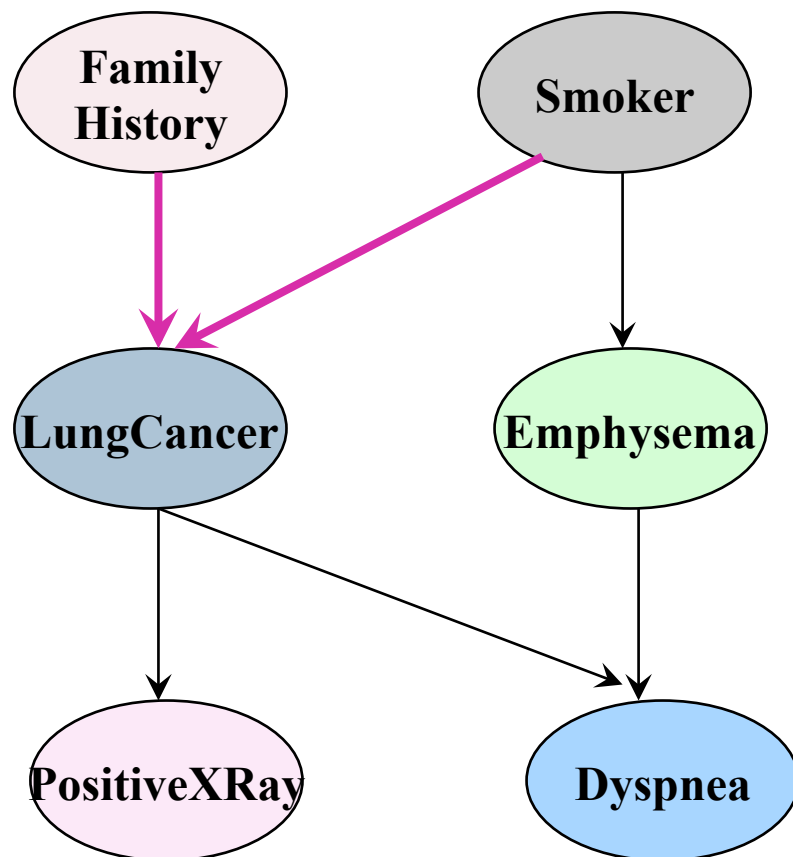 Family
History
Smoker
LungCancer
Emphysema
PositiveXRay
Dyspnea